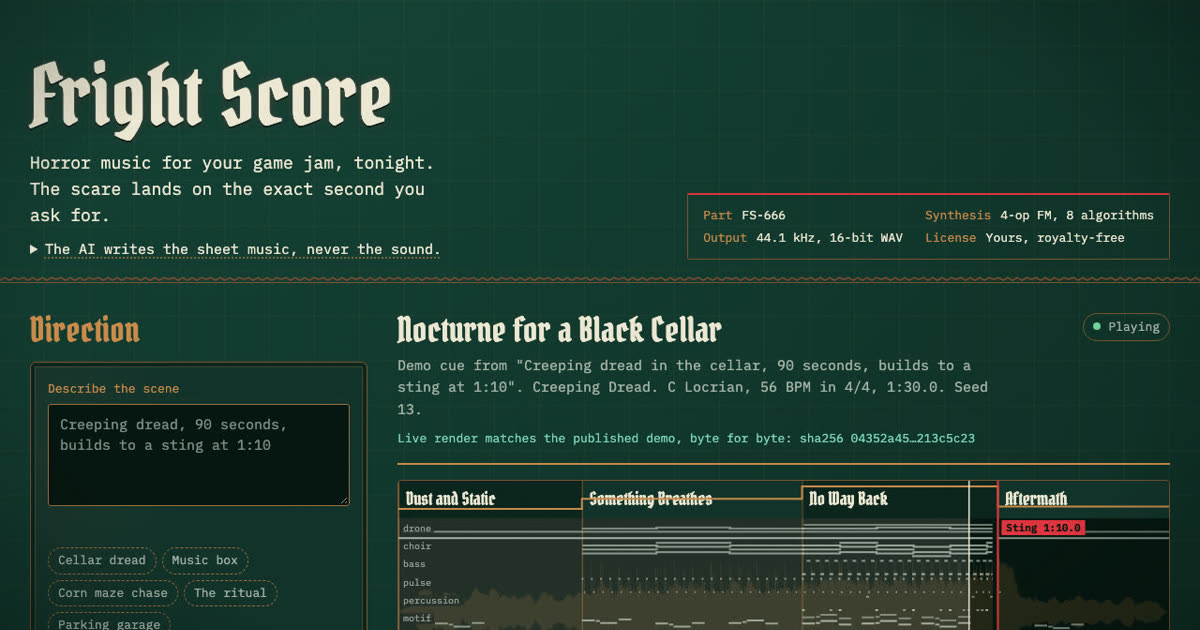 Fright Score
Horror music for your game jam, tonight.
The scare lands on the exact second you
ask for.
The AI writes the sheet music, never the sound.
Part FS-666
Synthesis 4-op FM, 8 algorithms
Output 44.1 kHz, 16-bit WAV
License Yours, royalty-free
Direction
Describe the scene
Creeping dread, 90 seconds,
builds to a sting at 1:10
Cellar dread
Music box
Corn maze chase
The ritual
Parking garage
Nocturne for a Black Cellar
Playing
Demo cue from "Creeping dread in the cellar, 90 seconds, builds to a
sting at 1:10". Creeping Dread. C Locrian, 56 BPM in 4/4, 1:30.0. Seed
13.
Live render matches the published demo, byte for byte: sha256 04352a45…213c5c23
Dust and Static
Something Breathes
No Way Back
Aftermath
Sting 1:10.0
drone
choir
bass
pulse
percussion
motif